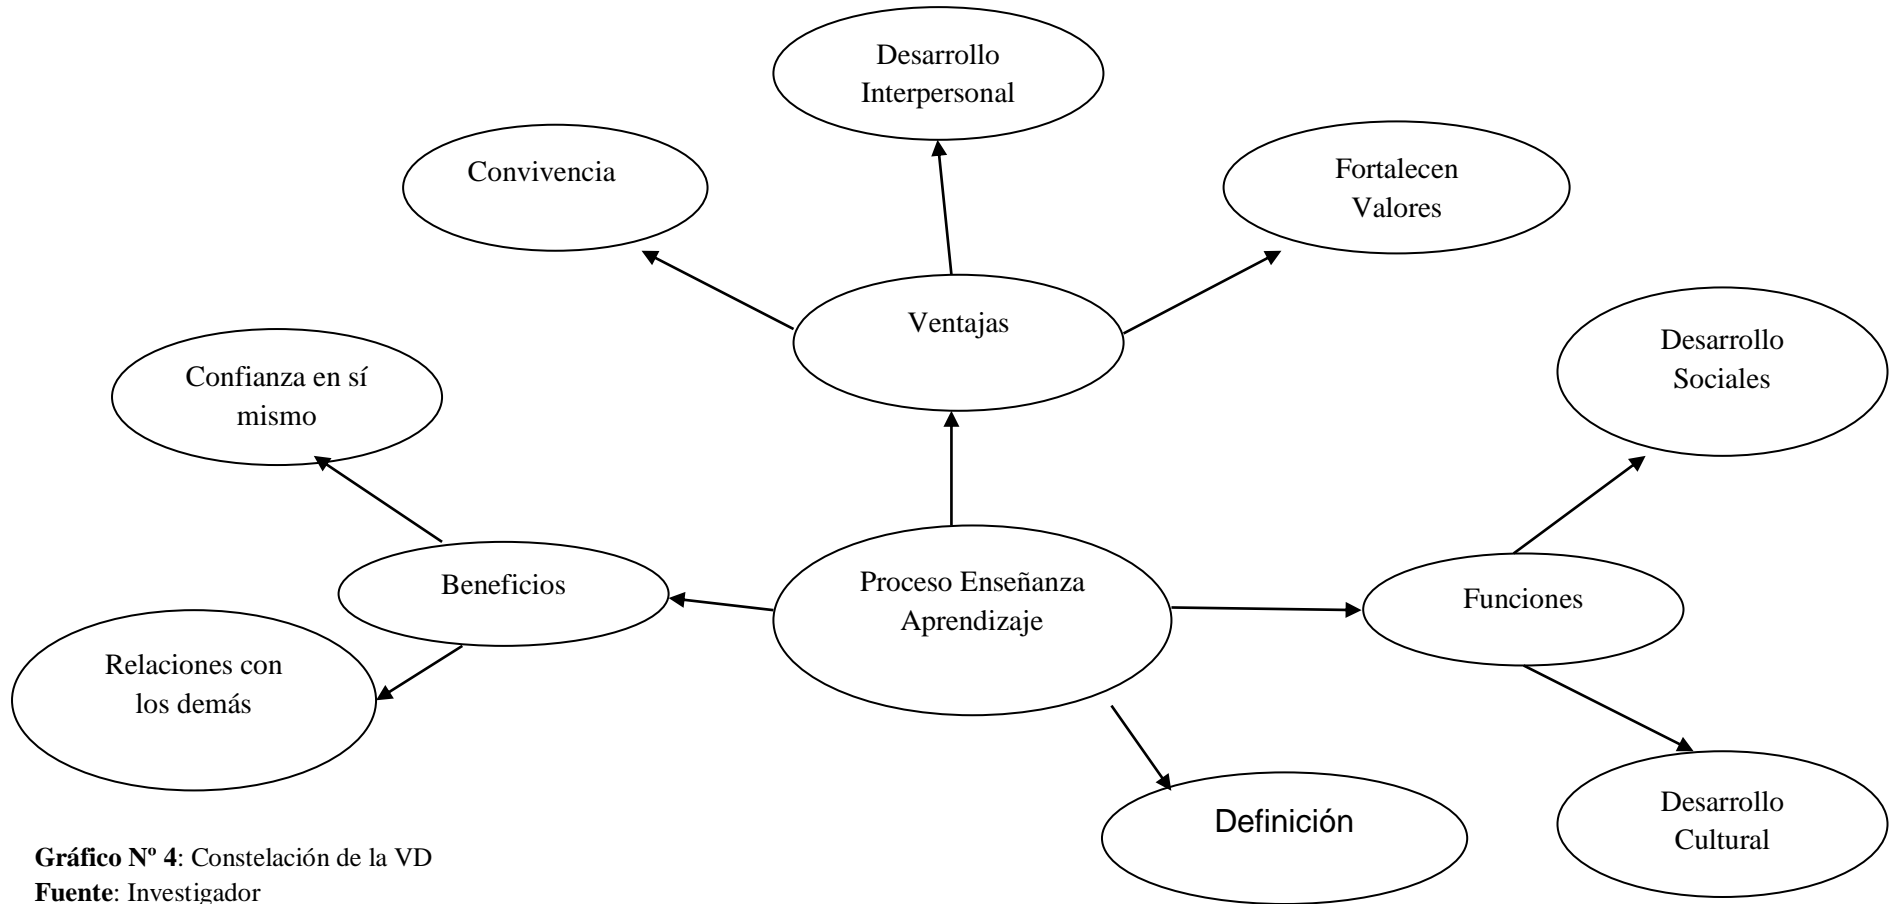 Desarrollo
Interpersonal
Convivencia
Fortalecen
Valores
Ventajas
Desarrollo
Sociales
Confianza en sí
mismo
Beneficios
Proceso Enseñanza
Aprendizaje
Funciones
Relaciones con
los demás
Definición
Desarrollo
Cultural
Gráfico Nº 4: Constelación de la VD
Fuente: Investigador